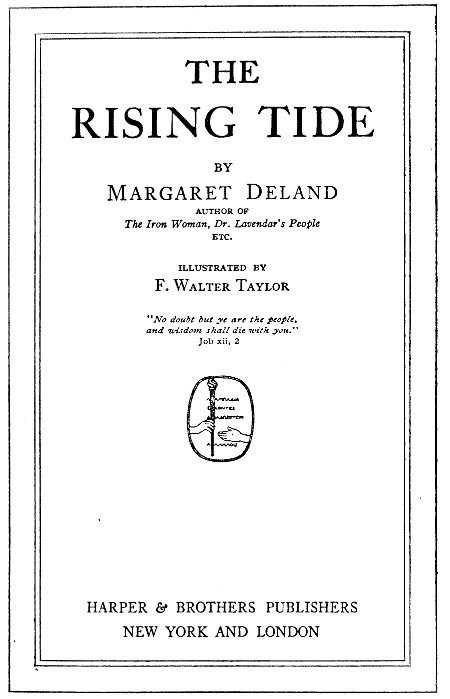 THE
RISING TIDE
BY
MARGARET DELAND
AUTHOR OF
The Iron Woman, Dr. Lavendar's People
ETC.
ILLUSTRATED BY
F. WALTER TAYLOR
"No doubt but ye are the people,
and wisdom shall die with you."
Job xii, 2
HARPER & BROTHERS PUBLISHERS
NEW YORK AND LONDON